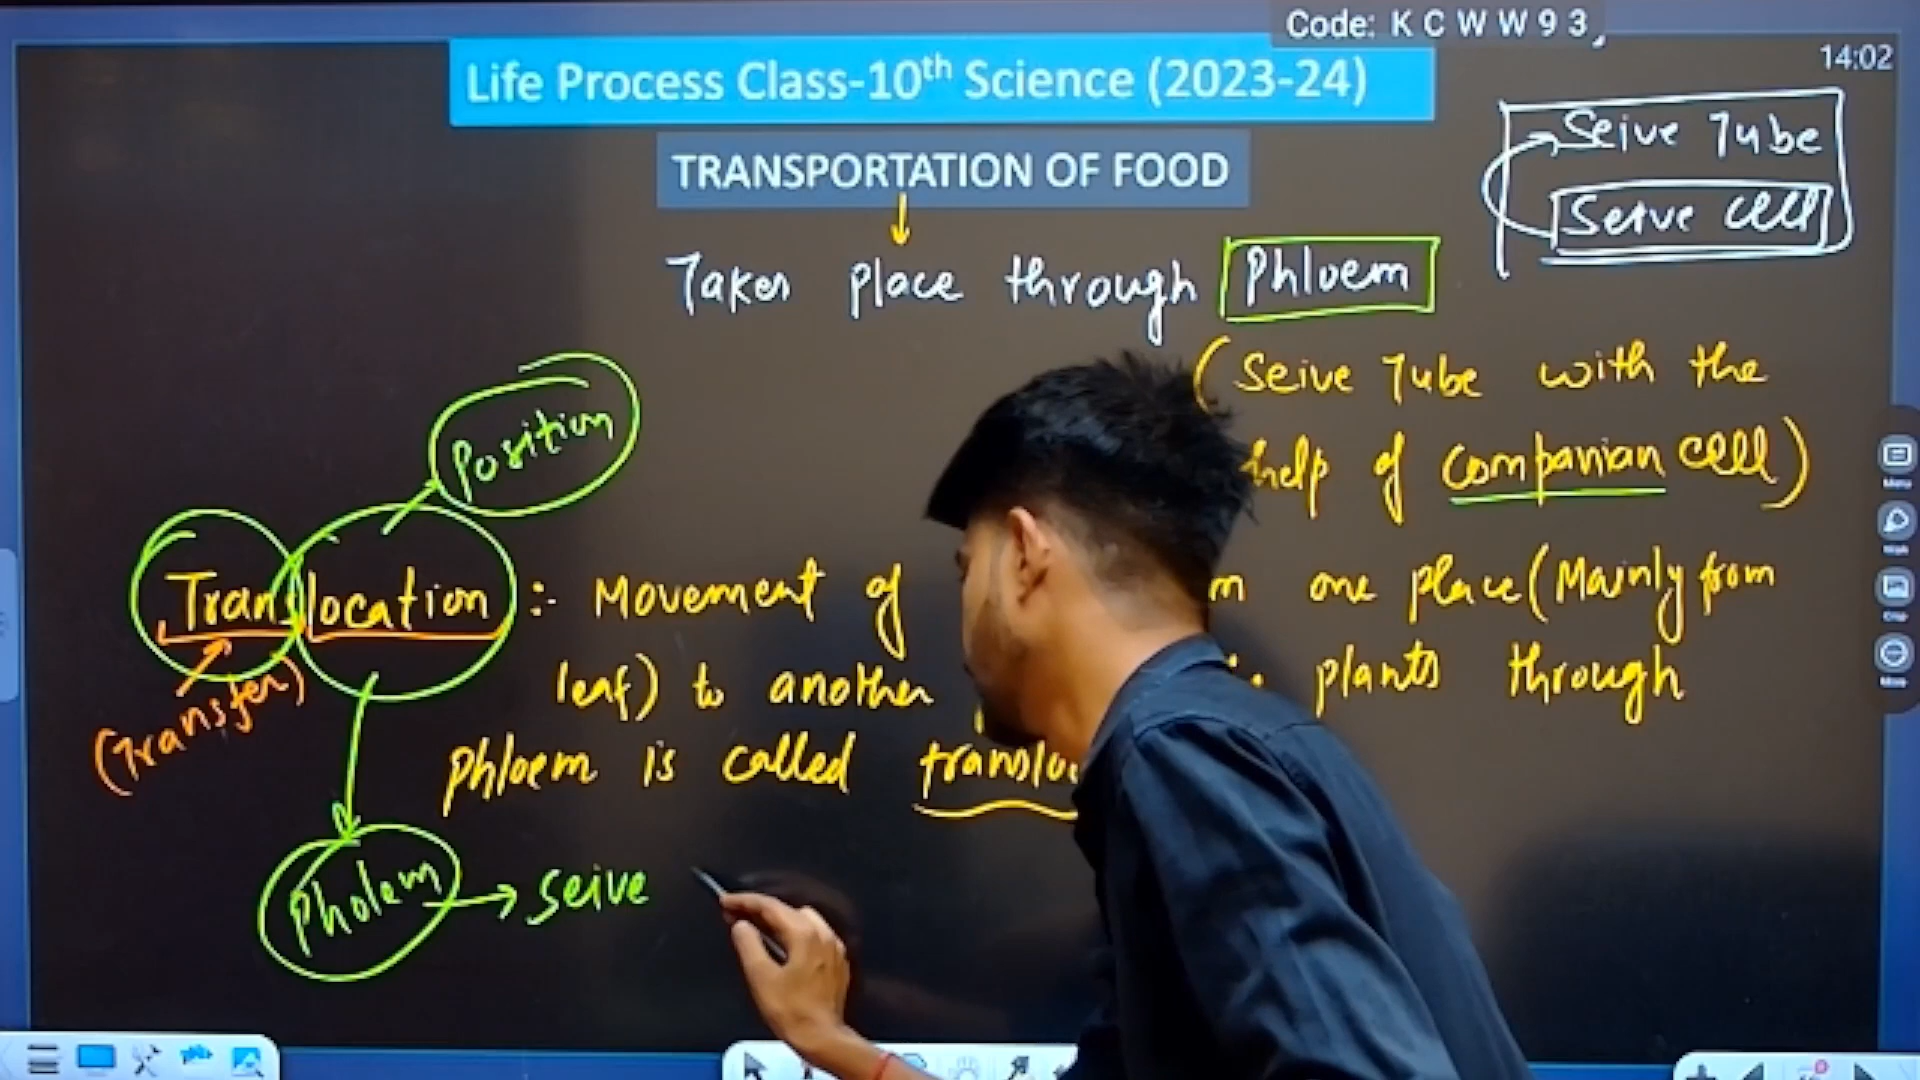 Code: K C W W 9 3
14:02
Life Process Class-10th Science (2023-24)
Seive Tube
TRANSPORTATION OF FOOD
Seive cell
Takes place through Phloem
(Seive Tube with the
help of companian cell)
Position
Translocation :- Movement of one place (Mainly from
leaf) to another plants through
(Transfer)
phloem is called
Pholem → seive